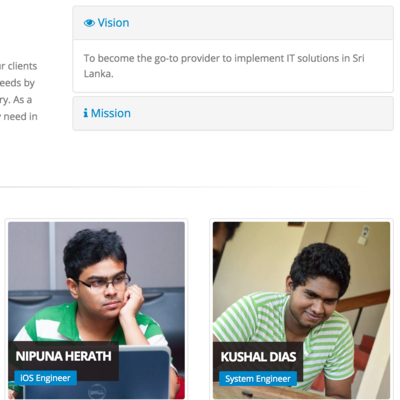 Vision
To become the go-to provider to implement IT solutions in Sri
Lanka.
r clients
eeds by
ry. As a
need in
Mission
NIPUNA HERATH
iOS Engineer
KUSHAL DIAS
System Engineer